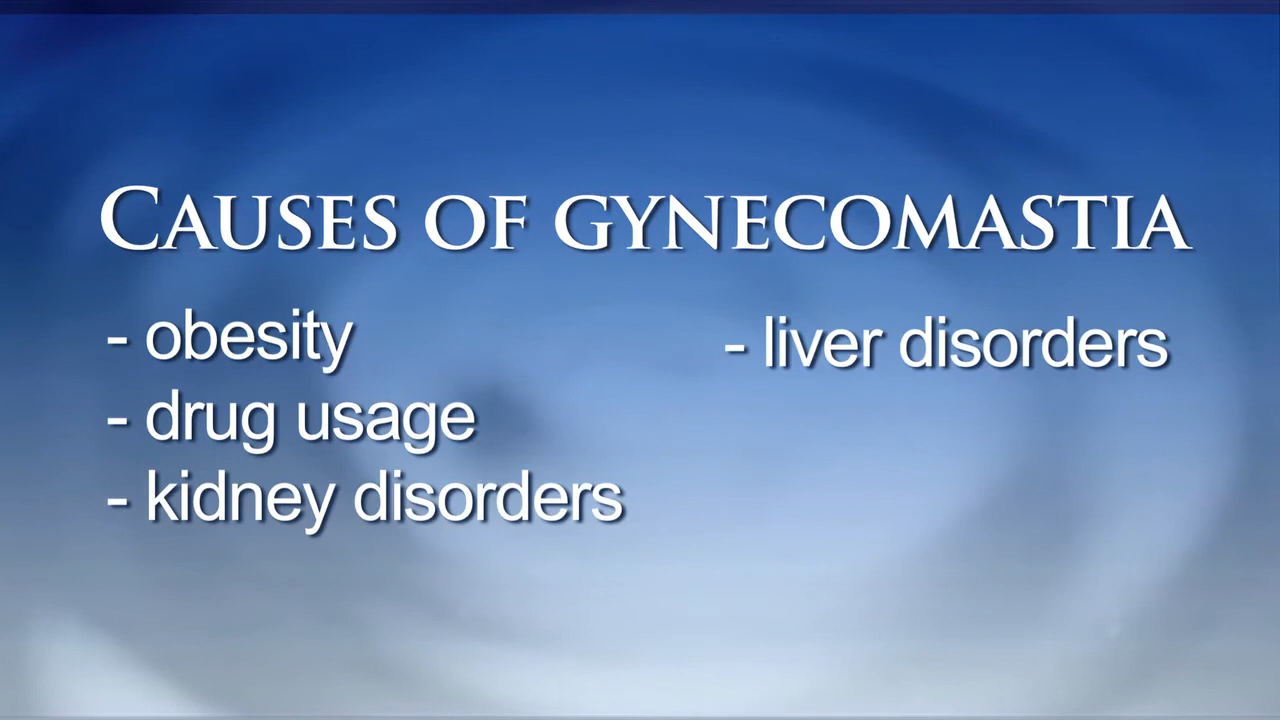 Causes of gynecomastia
- obesity
- drug usage
- kidney disorders
- liver disorders